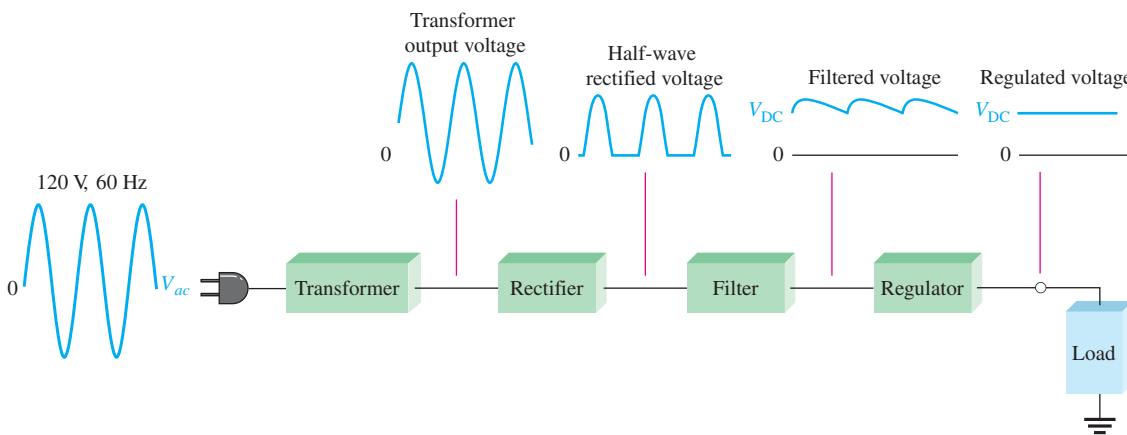 Transformer
output voltage
Half-wave
rectified voltage
Filtered voltage
Regulated voltage
V_DC
V_DC
0
0
0
0
120 V, 60 Hz
0
V_ac
Transformer
Rectifier
Filter
Regulator
Load